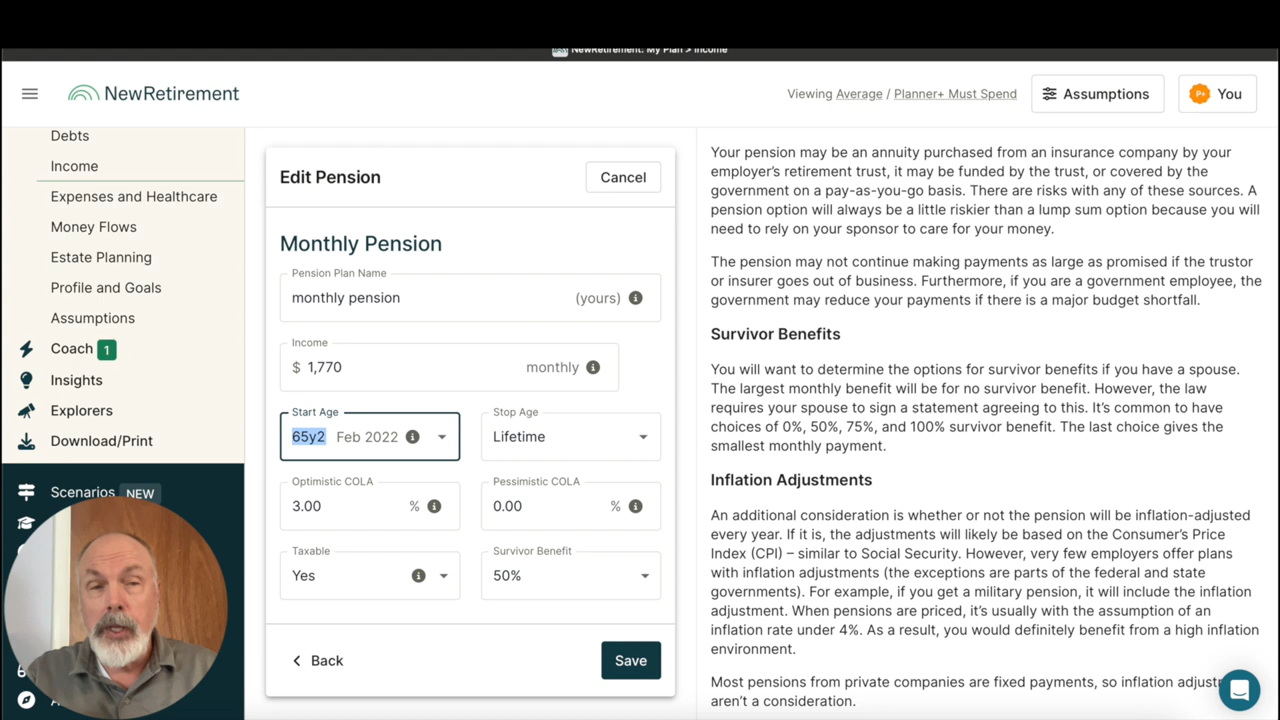 NewRetirement: My Plan > Income
NewRetirement
Viewing Average / Planner+ Must Spend
Assumptions
P+ You
Debts
Income
Expenses and Healthcare
Money Flows
Estate Planning
Profile and Goals
Assumptions
Coach 1
Insights
Explorers
Download/Print
Scenarios NEW
Edit Pension
Cancel
Monthly Pension
Pension Plan Name
monthly pension (yours)
Income
$ 1,770 monthly
Start Age
65y2 Feb 2022
Stop Age
Lifetime
Optimistic COLA
3.00 %
Pessimistic COLA
0.00 %
Taxable
Yes
Survivor Benefit
50%
Back
Save
Your pension may be an annuity purchased from an insurance company by your
employer's retirement trust, it may be funded by the trust, or covered by the
government on a pay-as-you-go basis. There are risks with any of these sources. A
pension option will always be a little riskier than a lump sum option because you will
need to rely on your sponsor to care for your money.
The pension may not continue making payments as large as promised if the trustor
or insurer goes out of business. Furthermore, if you are a government employee, the
government may reduce your payments if there is a major budget shortfall.
Survivor Benefits
You will want to determine the options for survivor benefits if you have a spouse.
The largest monthly benefit will be for no survivor benefit. However, the law
requires your spouse to sign a statement agreeing to this. It's common to have
choices of 0%, 50%, 75%, and 100% survivor benefit. The last choice gives the
smallest monthly payment.
Inflation Adjustments
An additional consideration is whether or not the pension will be inflation-adjusted
every year. If it is, the adjustments will likely be based on the Consumer's Price
Index (CPI) – similar to Social Security. However, very few employers offer plans
with inflation adjustments (the exceptions are parts of the federal and state
governments). For example, if you get a military pension, it will include the inflation
adjustment. When pensions are priced, it's usually with the assumption of an
inflation rate under 4%. As a result, you would definitely benefit from a high inflation
environment.
Most pensions from private companies are fixed payments, so inflation
aren't a consideration.